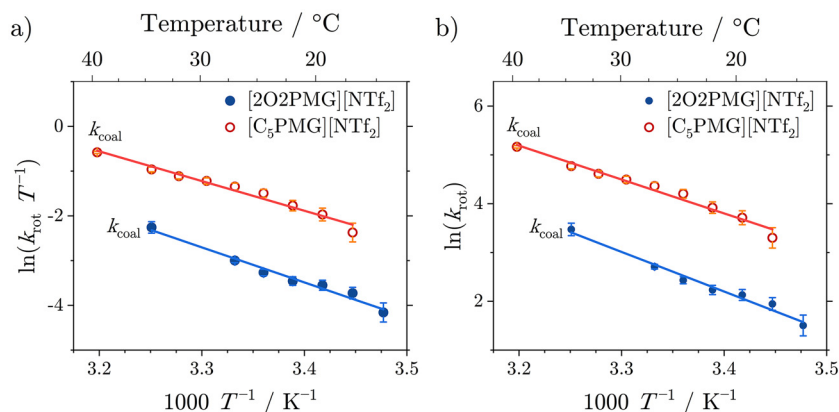 a)
Temperature / °C
40 30 20
[2O2PMG][NTf₂]
[C₅PMG][NTf₂]
k_coal
k_coal
ln(k_rot T⁻¹)
0
-2
-4
3.2 3.3 3.4 3.5
1000 T⁻¹ / K⁻¹
b)
Temperature / °C
40 30 20
[2O2PMG][NTf₂]
[C₅PMG][NTf₂]
k_coal
k_coal
ln(k_rot)
6
4
2
3.2 3.3 3.4 3.5
1000 T⁻¹ / K⁻¹